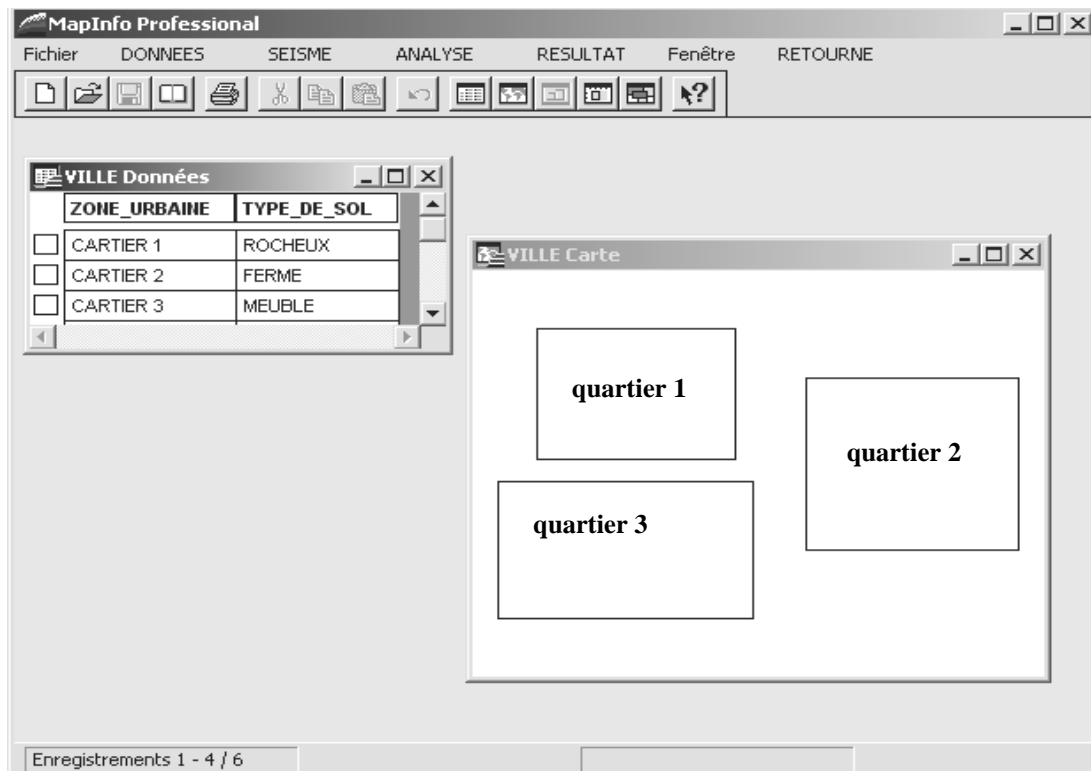 MapInfo Professional
Fichier DONNEES SEISME ANALYSE RESULTAT Fenêtre RETOURNE
VILLE Données
ZONE_URBAINE TYPE_DE_SOL
CARTIER 1 ROCHEUX
CARTIER 2 FERME
CARTIER 3 MEUBLE
VILLE Carte
quartier 1
quartier 2
quartier 3
Enregistrements 1 - 4 / 6